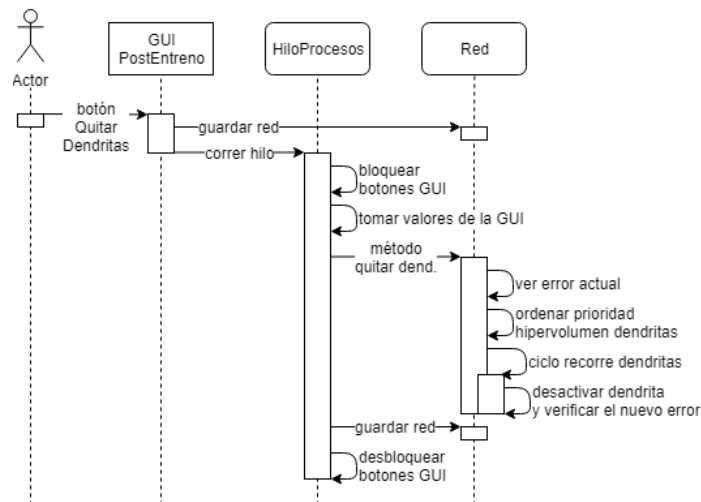 GUI
PostEntreno
HiloProcesos
Red
Actor
botón
Quitar
Dendritas
guardar red
correr hilo
bloquear
botones GUI
tomar valores de la GUI
método
quitar dend.
ver error actual
ordenar prioridad
hipervolumen dendritas
ciclo recorre dendritas
desactivar dendrita
y verificar el nuevo error
guardar red
desbloquear
botones GUI